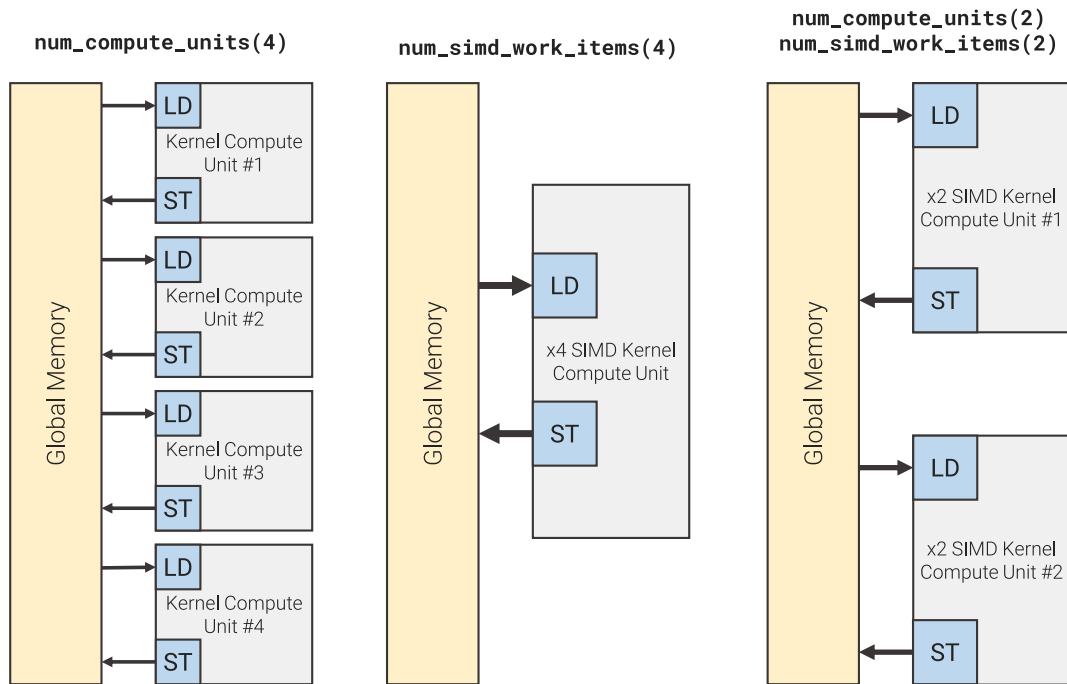 num_compute_units(4)
Global Memory
LD
Kernel Compute
Unit #1
ST
LD
Kernel Compute
Unit #2
ST
LD
Kernel Compute
Unit #3
ST
LD
Kernel Compute
Unit #4
ST
num_simd_work_items(4)
Global Memory
LD
x4 SIMD Kernel
Compute Unit
ST
num_compute_units(2)
num_simd_work_items(2)
Global Memory
LD
x2 SIMD Kernel
Compute Unit #1
ST
LD
x2 SIMD Kernel
Compute Unit #2
ST